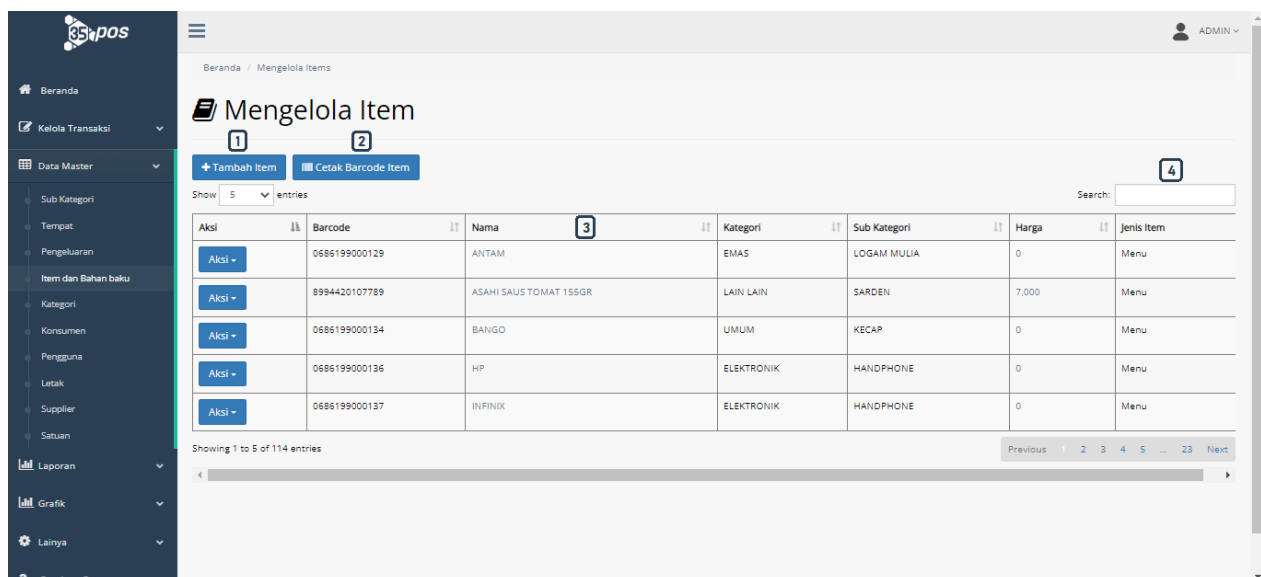 35 pos
ADMIN
Beranda / Mengelola Items
Beranda
Kelola Transaksi
Data Master
Sub Kategori
Tempat
Pengeluaran
Item dan Bahan baku
Kategori
Konsumen
Pengguna
Letak
Supplier
Satuan
Laporan
Grafik
Lainya
Mengelola Item
1 2
+ Tambah Item Cetak Barcode Item
4
Show 5 entries Search:
Aksi Barcode Nama 3 Kategori Sub Kategori Harga Jenis Item
Aksi 0686199000129 ANTAM EMAS LOGAM MULIA 0 Menu
Aksi 8994420107789 ASAHI SAUS TOMAT 155GR LAIN LAIN SARDEN 7,000 Menu
Aksi 0686199000134 BANGO UMUM KECAP 0 Menu
Aksi 0686199000136 HP ELEKTRONIK HANDPHONE 0 Menu
Aksi 0686199000137 INFINIX ELEKTRONIK HANDPHONE 0 Menu
Showing 1 to 5 of 114 entries Previous 1 2 3 4 5 ... 23 Next